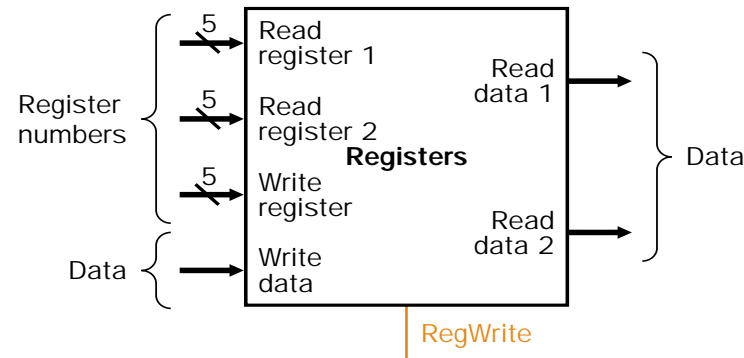 5
Read
register 1
5
Read
register 2
5
Write
register
Write
data
Register
numbers
Data
Registers
Read
data 1
Read
data 2
Data
RegWrite